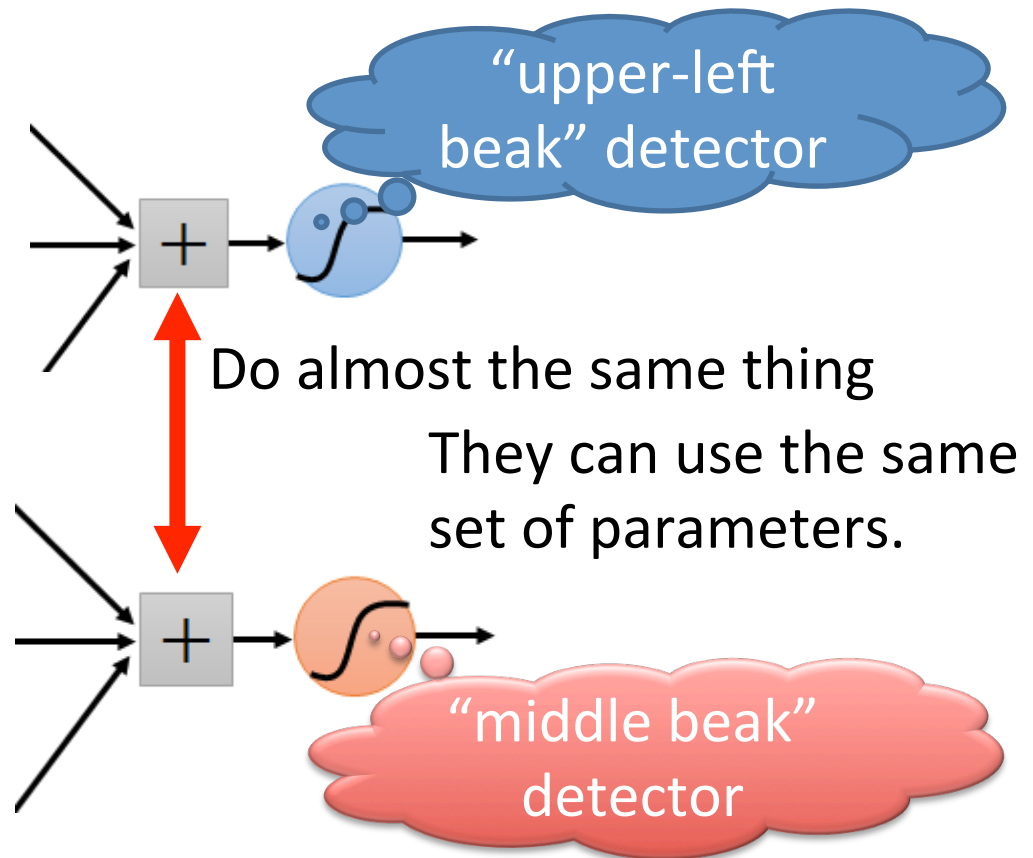 “upper-left
beak” detector
+
Do almost the same thing
They can use the same
set of parameters.
+
“middle beak”
detector